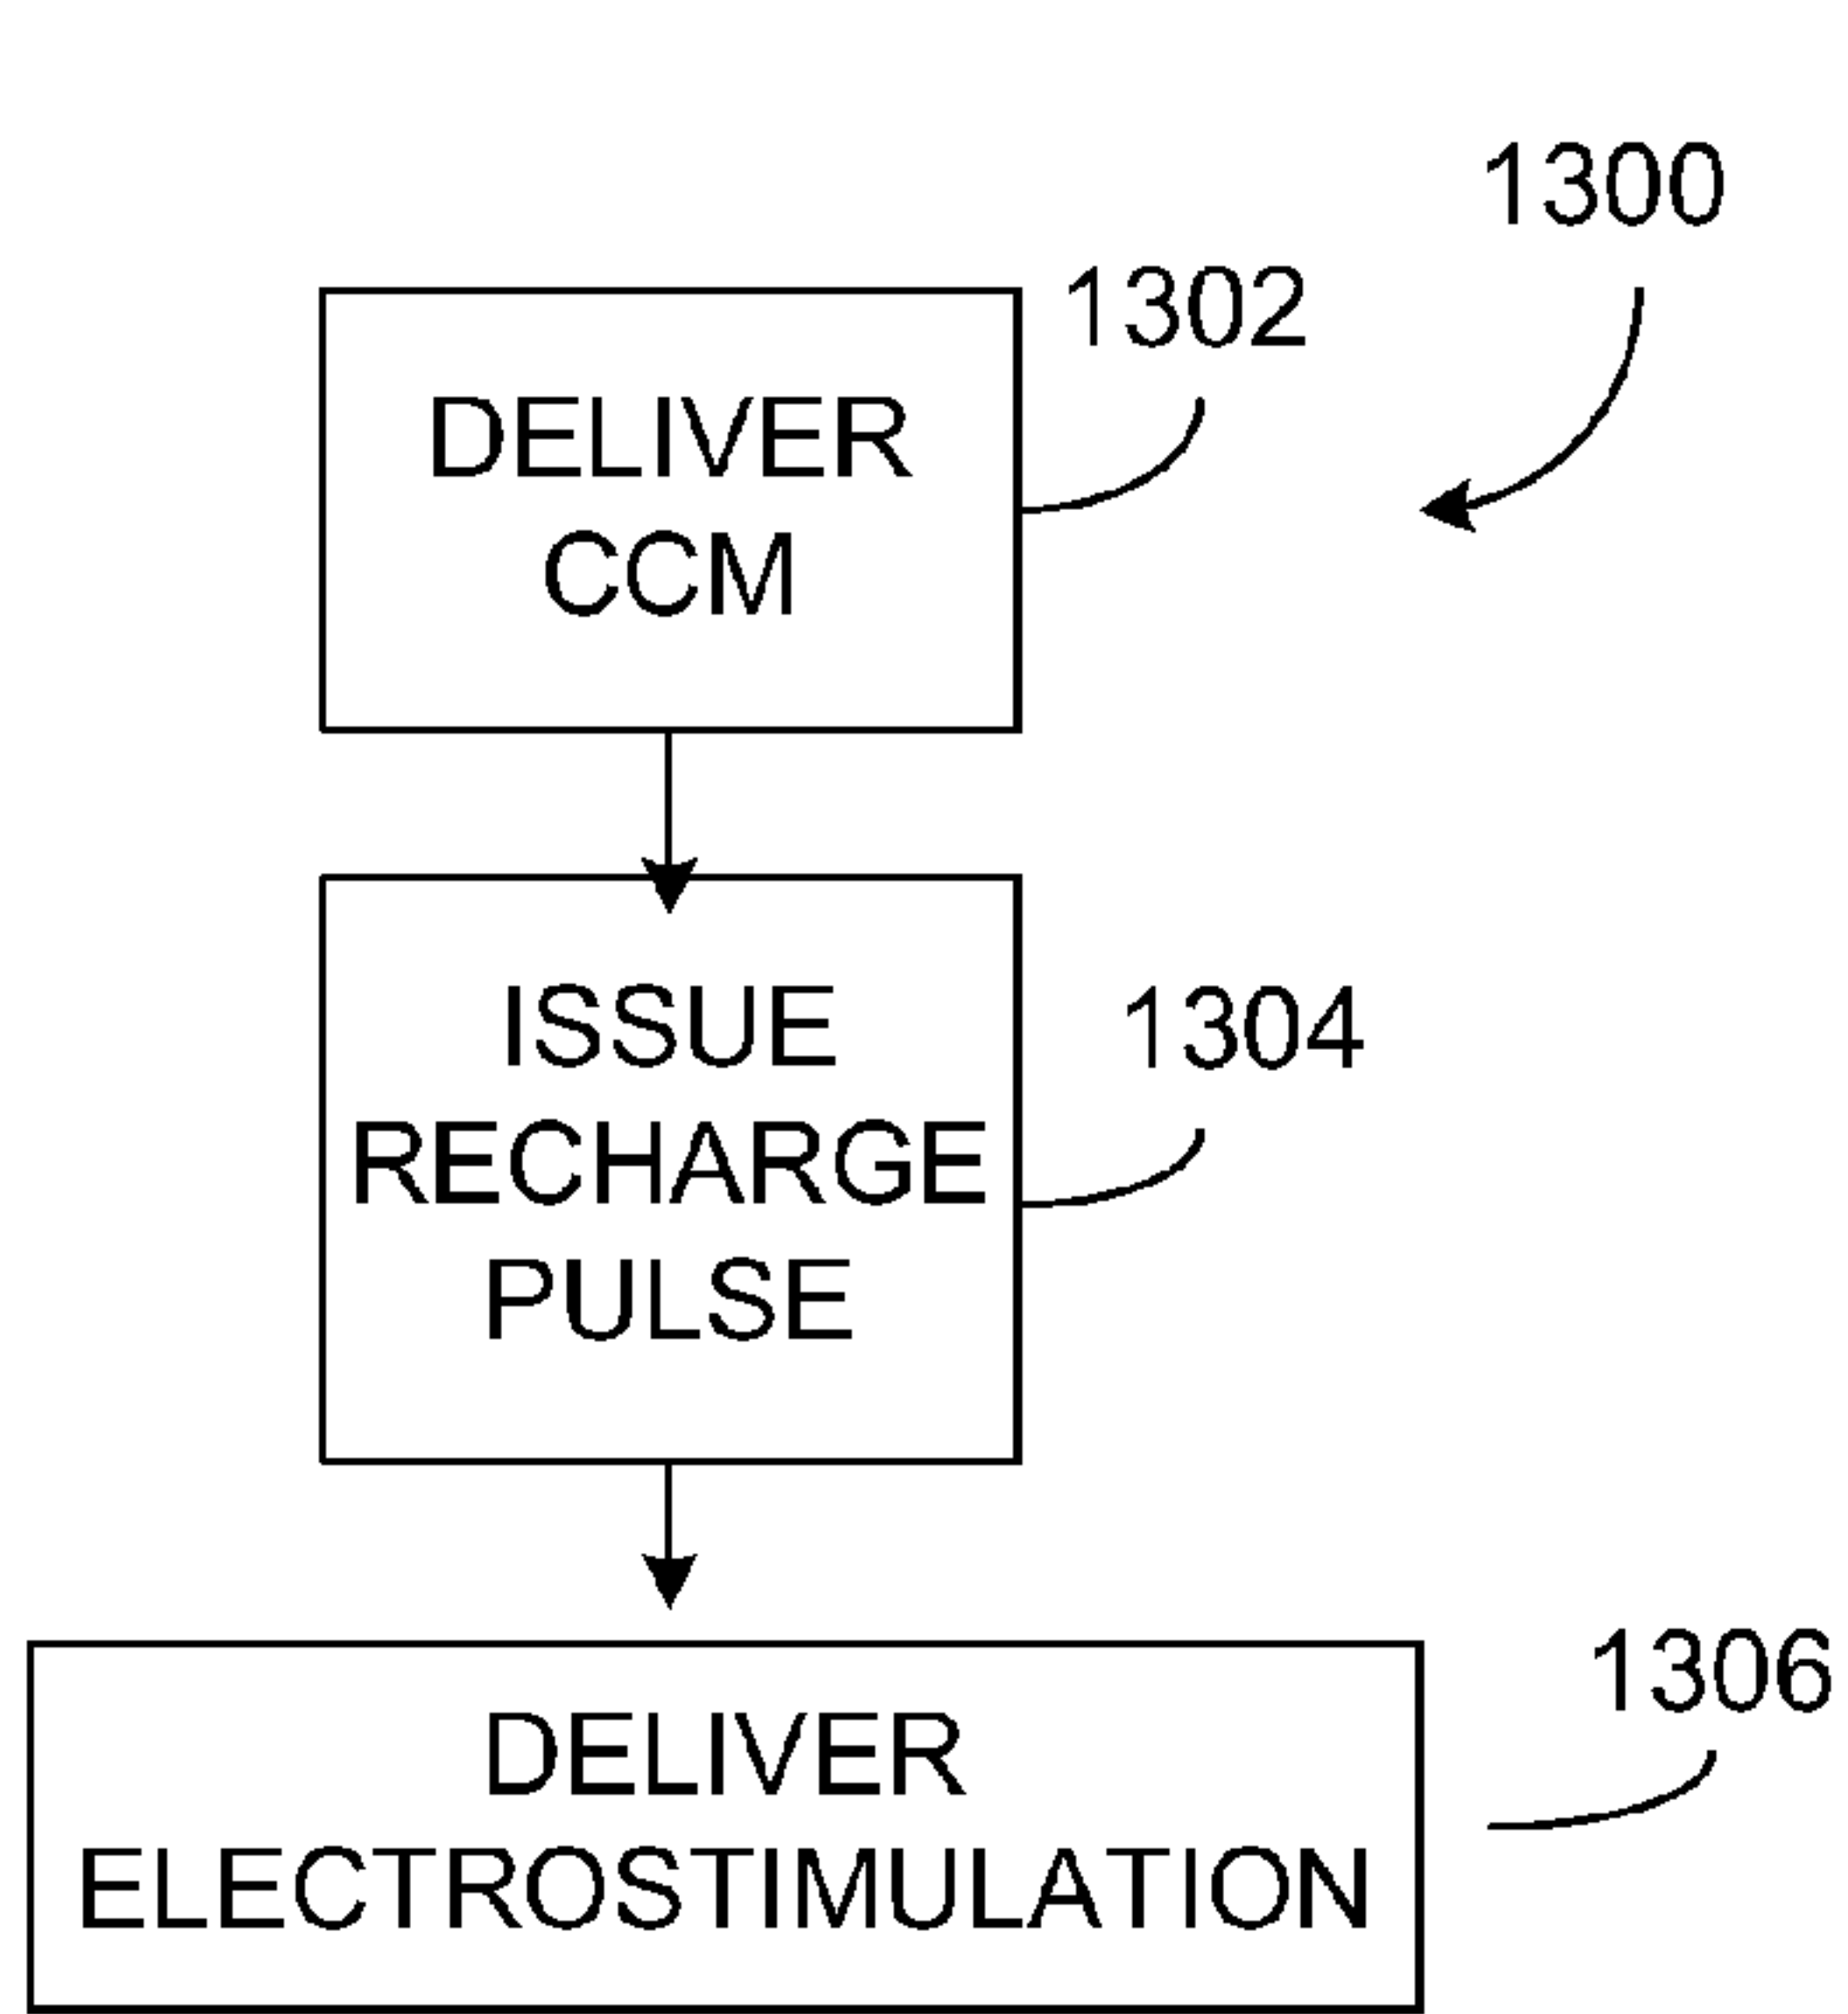 1300
1302
DELIVER
CCM
ISSUE
RECHARGE
PULSE
1304
DELIVER
ELECTROSTIMULATION
1306